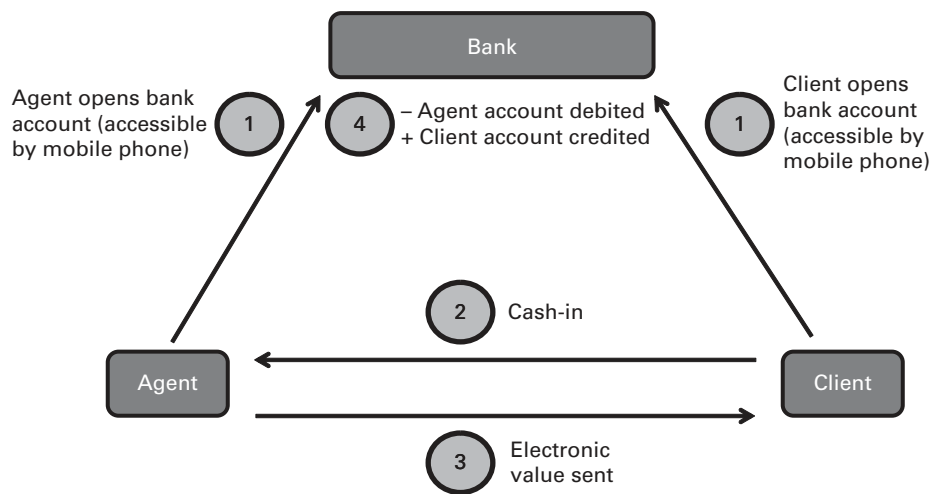 Bank
Agent opens bank
account (accessible
by mobile phone)
1
4
– Agent account debited
+ Client account credited
1
Client opens
bank account
(accessible by
mobile phone)
2
Cash-in
Agent
Client
3
Electronic
value sent